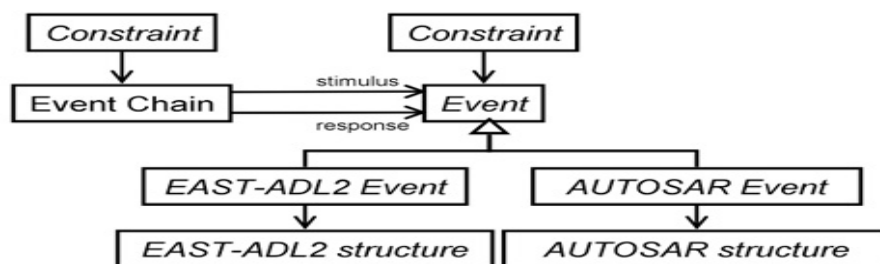 Constraint
Constraint
stimulus
Event Chain
Event
response
EAST-ADL2 Event
AUTOSAR Event
EAST-ADL2 structure
AUTOSAR structure